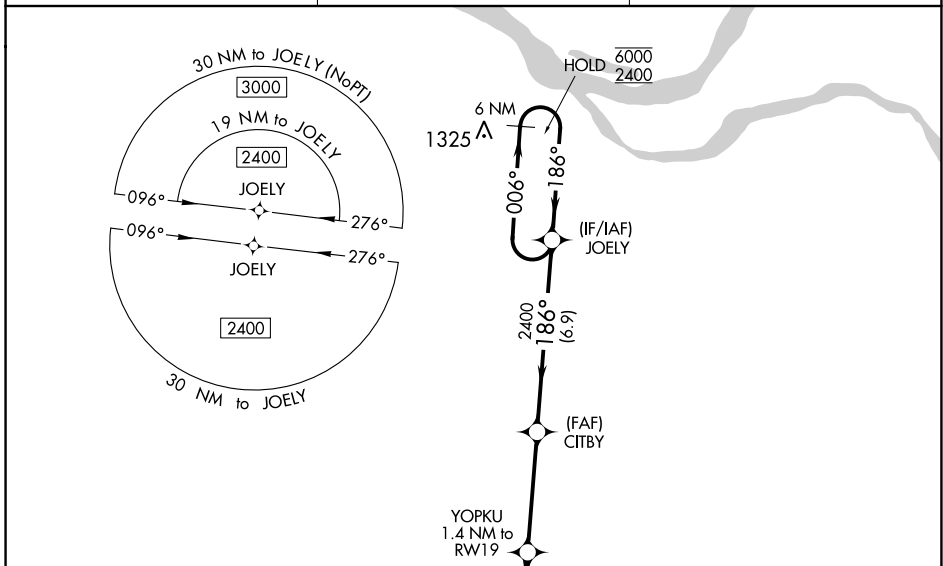 30 NM to JOELY (NoPT)
3000
19 NM to JOELY
2400
JOELY
096°
276°
096°
276°
JOELY
2400
30 NM to JOELY
HOLD
6000
2400
6 NM
1325
006°
186°
(IF/IAF)
JOELY
2400
186°
(6.9)
(FAF)
CITBY
YOPKU
1.4 NM to
RW19